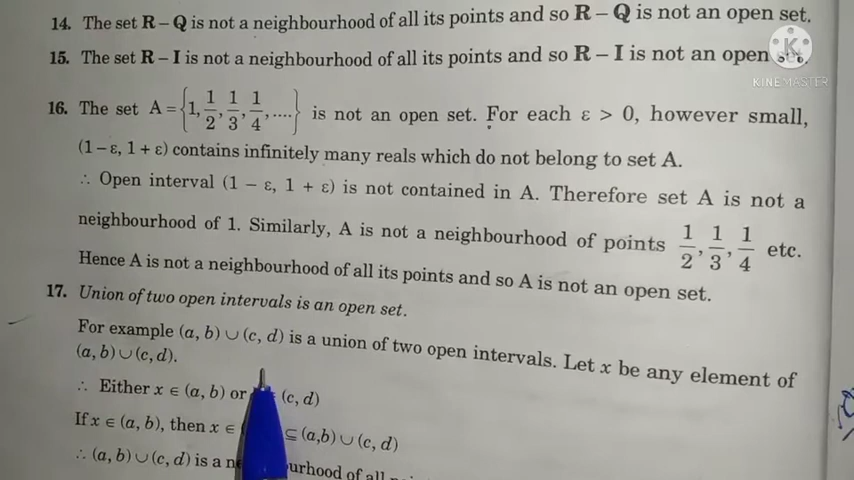 14. The set R – Q is not a neighbourhood of all its points and so R – Q is not an open set.
15. The set R – I is not a neighbourhood of all its points and so R – I is not an open set.
K
KINEMASTER
16. The set A = {1, 1/2, 1/3, 1/4, ....} is not an open set. For each ε > 0, however small,
(1 – ε, 1 + ε) contains infinitely many reals which do not belong to set A.
∴ Open interval (1 – ε, 1 + ε) is not contained in A. Therefore set A is not a
neighbourhood of 1. Similarly, A is not a neighbourhood of points 1/2, 1/3, 1/4 etc.
Hence A is not a neighbourhood of all its points and so A is not an open set.
17. Union of two open intervals is an open set.
For example (a, b) ∪ (c, d) is a union of two open intervals. Let x be any element of
(a, b) ∪ (c, d).
∴ Either x ∈ (a, b) or (c, d)
If x ∈ (a, b), then x ∈ ⊆ (a,b) ∪ (c, d)
∴ (a, b) ∪ (c, d) is a of all